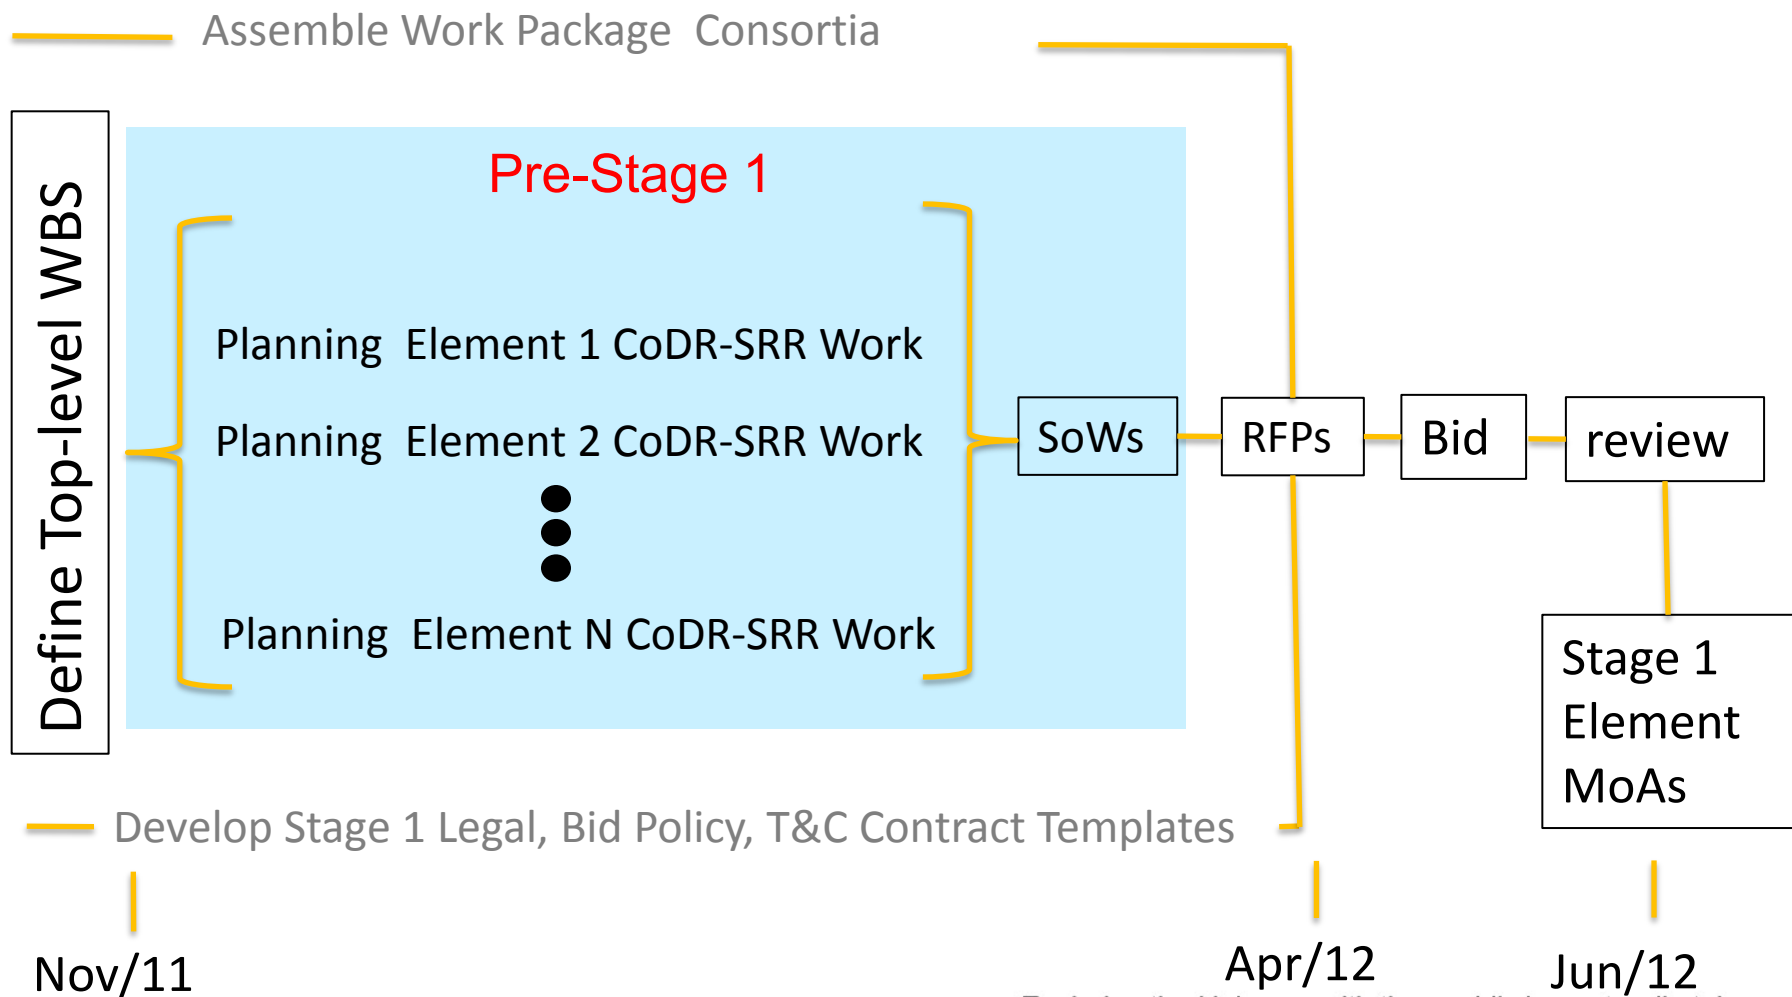 Assemble Work Package Consortia
Define Top-level WBS
Pre-Stage 1
Planning Element 1 CoDR-SRR Work
Planning Element 2 CoDR-SRR Work
Planning Element N CoDR-SRR Work
SoWs
RFPs
Bid
review
Stage 1
Element
MoAs
Develop Stage 1 Legal, Bid Policy, T&C Contract Templates
Nov/11
Apr/12
Jun/12